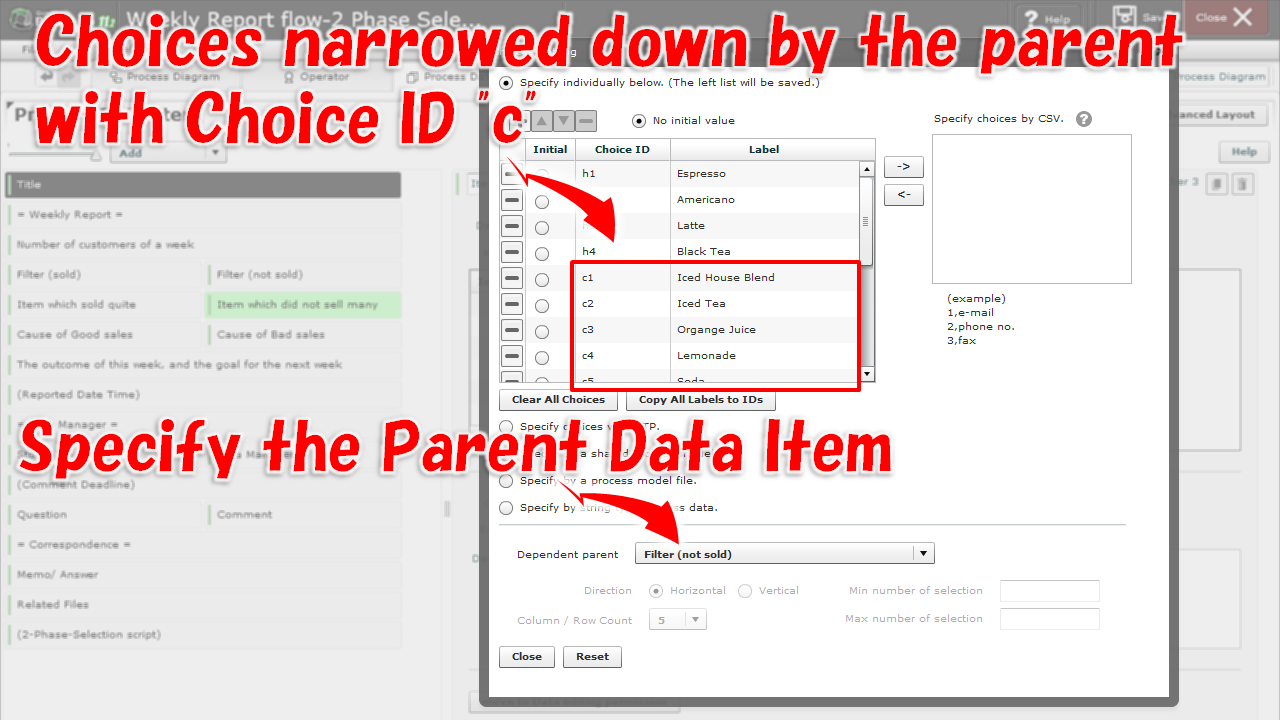 Weekly Report flow-2 Phase Sele...
Help
Save
Close
Choices narrowed down by the parent
with Choice ID "c"
Process Diagram
Operator
Process Diagram
Add
Advanced Layout
Help
Title
= Weekly Report =
Number of customers of a week
Filter (sold)
Filter (not sold)
Item which sold quite
Item which did not sell many
Cause of Good sales
Cause of Bad sales
The outcome of this week, and the goal for the next week
(Reported Date Time)
Manager =
(Comment Deadline)
Question
Comment
= Correspondence =
Memo/ Answer
Related Files
(2-Phase-Selection script)
Specify individually below. (The left list will be saved.)
No initial value
Specify choices by CSV.
?
Initial
Choice ID
Label
h1
Espresso
Americano
Latte
h4
Black Tea
c1
Iced House Blend
c2
Iced Tea
c3
Organge Juice
c4
Lemonade
c5
Soda
->
<-
(example)
1,e-mail
2,phone no.
3,fax
Clear All Choices
Copy All Labels to IDs
Specify the Parent Data Item
Specify by a process model file.
Specify by string
data.
Dependent parent
Filter (not sold)
Direction
Horizontal
Vertical
Min number of selection
Column / Row Count
5
Max number of selection
Close
Reset